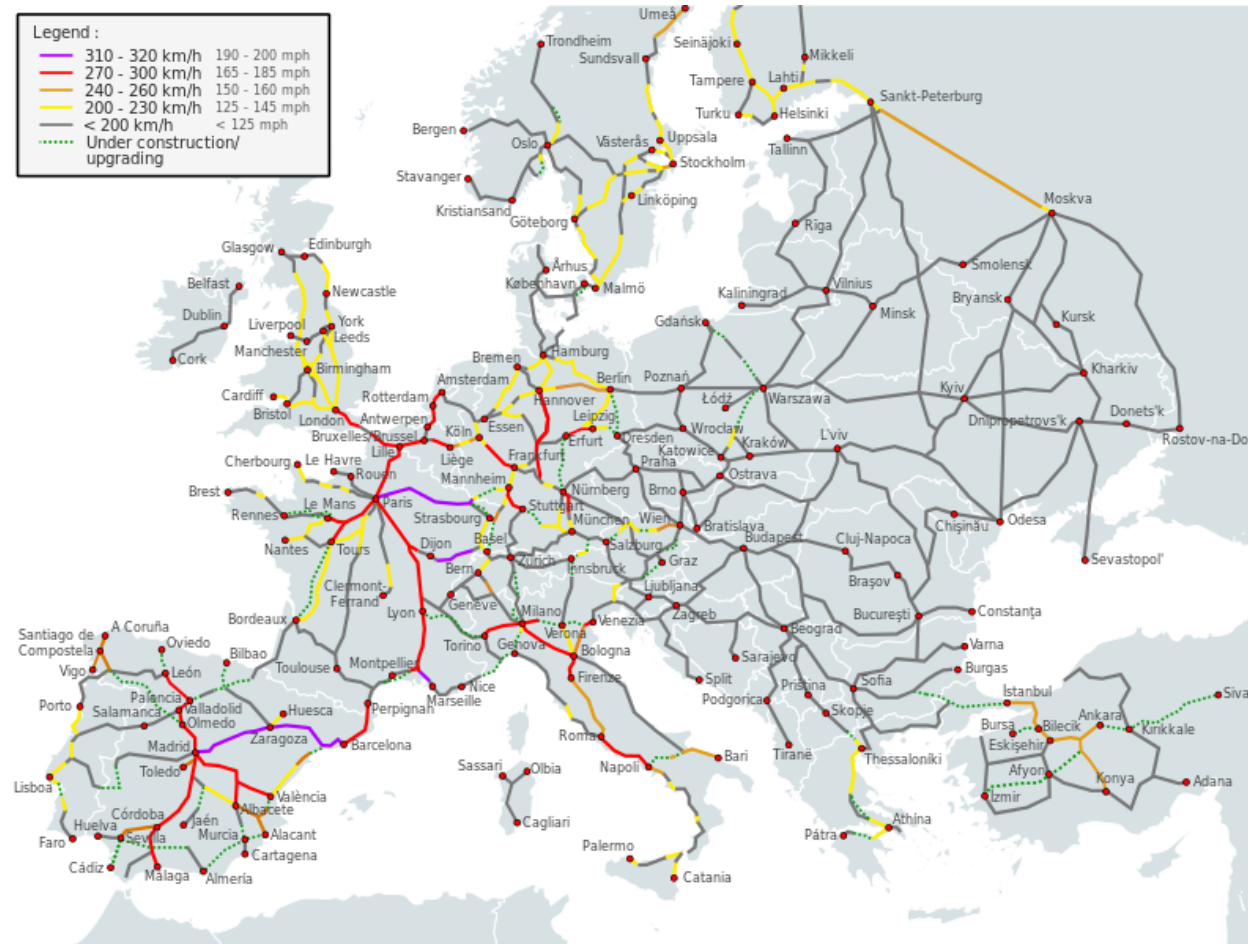 Legend :
310 - 320 km/h 190 - 200 mph
270 - 300 km/h 165 - 185 mph
240 - 260 km/h 150 - 160 mph
200 - 230 km/h 125 - 145 mph
< 200 km/h < 125 mph
Under construction/
upgrading
Umeå
Trondheim
Sundsvall
Seinäjoki
Mikkeli
Tampere
Lahti
Sankt-Peterburg
Turku
Helsinki
Bergen
Oslo
Västerås
Uppsala
Stockholm
Tallinn
Stavanger
Kristiansand
Linköping
Göteborg
Moskva
Rīga
Glasgow
Edinburgh
Århus
København
Malmö
Smolensk
Belfast
Newcastle
Kaliningrad
Vilnius
Minsk
Bryansk
Dublin
Liverpool
York
Leeds
Manchester
Gdańsk
Kursk
Cork
Birmingham
Bremen
Hamburg
Kharkiv
Amsterdam
Berlin
Poznań
Rotterdam
Hannover
Łódź
Warszawa
Kyiv
Cardiff
Bristol
London
Antwerpen
Essen
Leipzig
Dnipropetrovs'k
Donets'k
Rostov-na-Do
Bruxelles/Brussel
Köln
Erfurt
Dresden
Wrocław
Kraków
L'viv
Lille
Liège
Frankfurt
Praha
Katowice
Ostrava
Cherbourg
Le Havre
Rouen
Mannheim
Brest
Le Mans
Paris
Nürnberg
Brno
Rennes
Strasbourg
Stuttgart
München
Wien
Bratislava
Chişinău
Odesa
Nantes
Tours
Dijon
Basel
Zürich
Salzburg
Budapest
Cluj-Napoca
Sevastopol'
Bern
Innsbruck
Graz
Braşov
Clermont-
Ferrand
Genève
Ljubljana
Zagreb
Bordeaux
Lyon
Milano
Verona
Venezia
Bucureşti
Constanţa
Santiago de
Compostela
A Coruña
Oviedo
Torino
Genova
Bologna
Beograd
Vigo
León
Bilbao
Toulouse
Montpellier
Nice
Firenze
Sarajevo
Varna
Marseille
Split
Priština
Sofia
Burgas
Porto
Palencia
Valladolid
Huesca
Perpignan
Podgorica
Skopje
İstanbul
Ankara
Siva
Salamanca
Olmedo
Zaragoza
Bursa
Bilecik
Kırıkkale
Madrid
Barcelona
Roma
Eskişehir
Toledo
Sassari
Olbia
Napoli
Bari
Tiranë
Thessaloníki
Afyon
Konya
Adana
Lisboa
València
İzmir
Córdoba
Albacete
Huelva
Sevilla
Jaén
Murcia
Alacant
Cagliari
Athína
Faro
Cartagena
Pátra
Cádiz
Málaga
Almería
Palermo
Catania